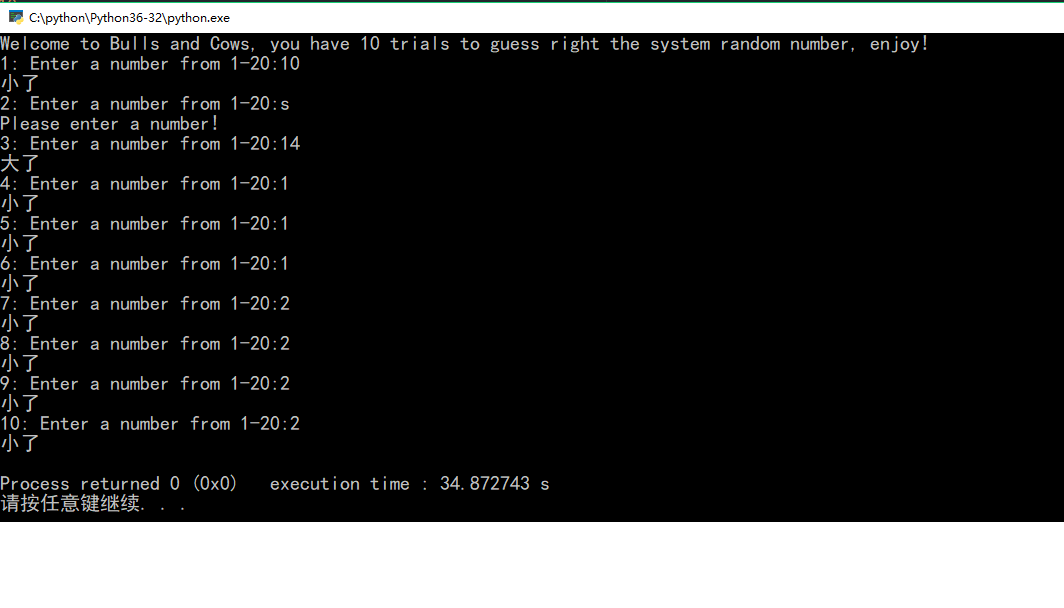 C:\python\Python36-32\python.exe
Welcome to Bulls and Cows, you have 10 trials to guess right the system random number, enjoy!
1: Enter a number from 1-20:10
小了
2: Enter a number from 1-20:s
Please enter a number!
3: Enter a number from 1-20:14
大了
4: Enter a number from 1-20:1
小了
5: Enter a number from 1-20:1
小了
6: Enter a number from 1-20:1
小了
7: Enter a number from 1-20:2
小了
8: Enter a number from 1-20:2
小了
9: Enter a number from 1-20:2
小了
10: Enter a number from 1-20:2
小了
Process returned 0 (0x0)   execution time : 34.872743 s
请按任意键继续. . .